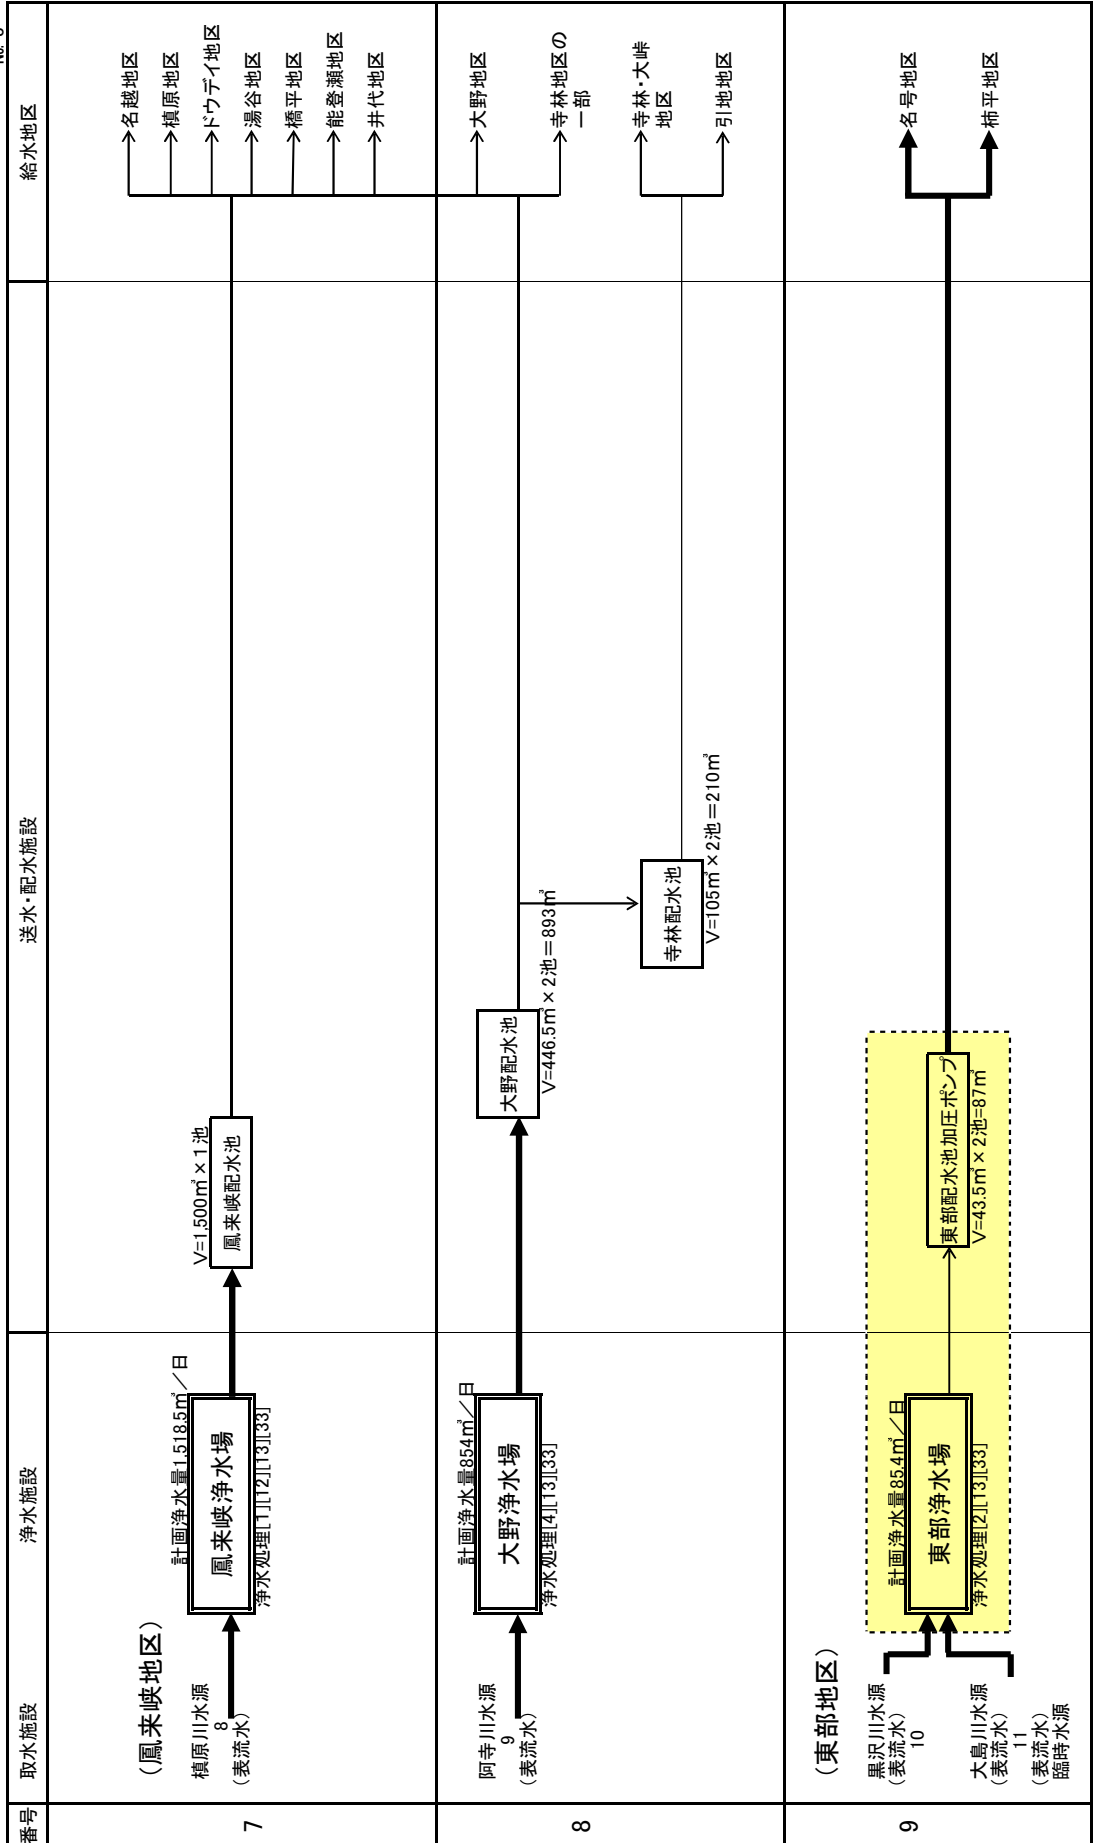 番号
取水施設
浄水施設
送水・配水施設
給水地区
7
(鳳来峡地区)
槙原川水源
8
(表流水)
計画浄水量1,518.5㎥／日
鳳来峡浄水場
浄水処理[1][12][13][33]
V=1,500㎥×1池
鳳来峡配水池
名越地区
槙原地区
ドウデイ地区
湯谷地区
橋平地区
能登瀬地区
井代地区
8
阿寺川水源
9
(表流水)
計画浄水量854㎥／日
大野浄水場
浄水処理[4][13][33]
大野配水池
V=446.5㎥×2池＝893㎥
寺林配水池
V=105㎥×2池＝210㎥
大野地区
寺林地区の
一部
寺林・大峠
地区
引地地区
9
(東部地区)
黒沢川水源
(表流水)
10
大島川水源
(表流水)
11
(表流水)
臨時水源
計画浄水量85.4㎥／日
東部浄水場
浄水処理[2][13][33]
東部配水池加圧ポンプ
V=43.5㎥×2池=87㎥
名号地区
柿平地区